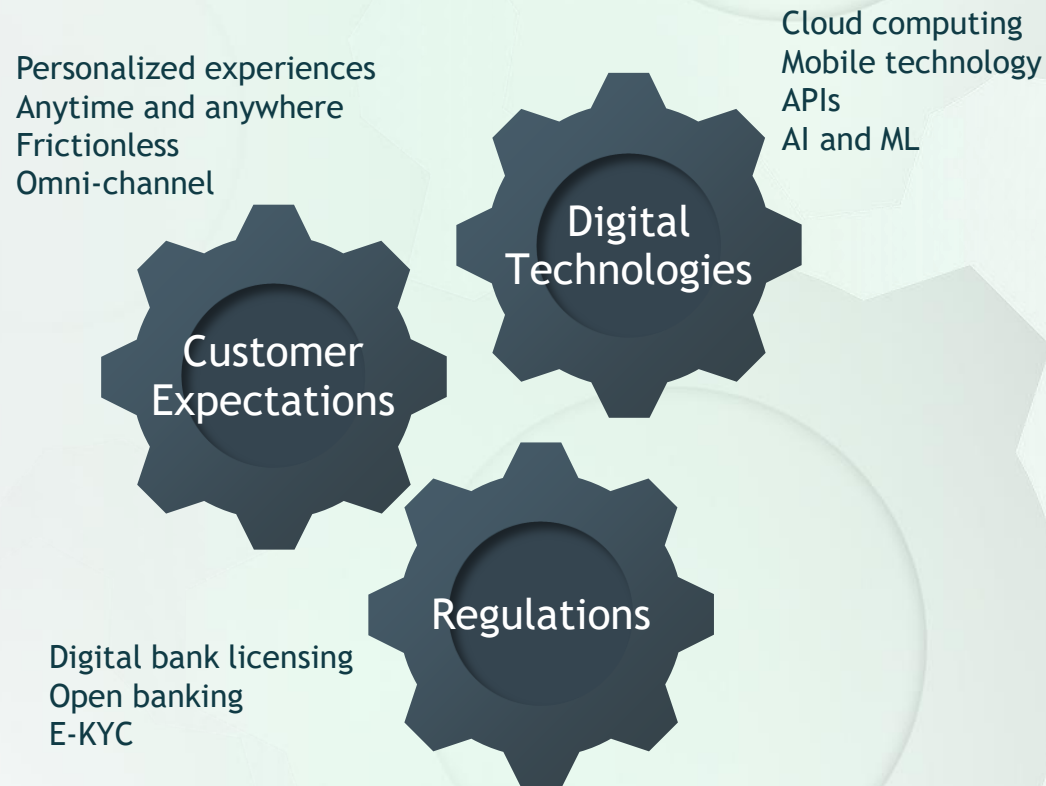 Personalized experiences
Anytime and anywhere
Frictionless
Omni-channel
Cloud computing
Mobile technology
APIs
AI and ML
Customer
Expectations
Digital
Technologies
Regulations
Digital bank licensing
Open banking
E-KYC